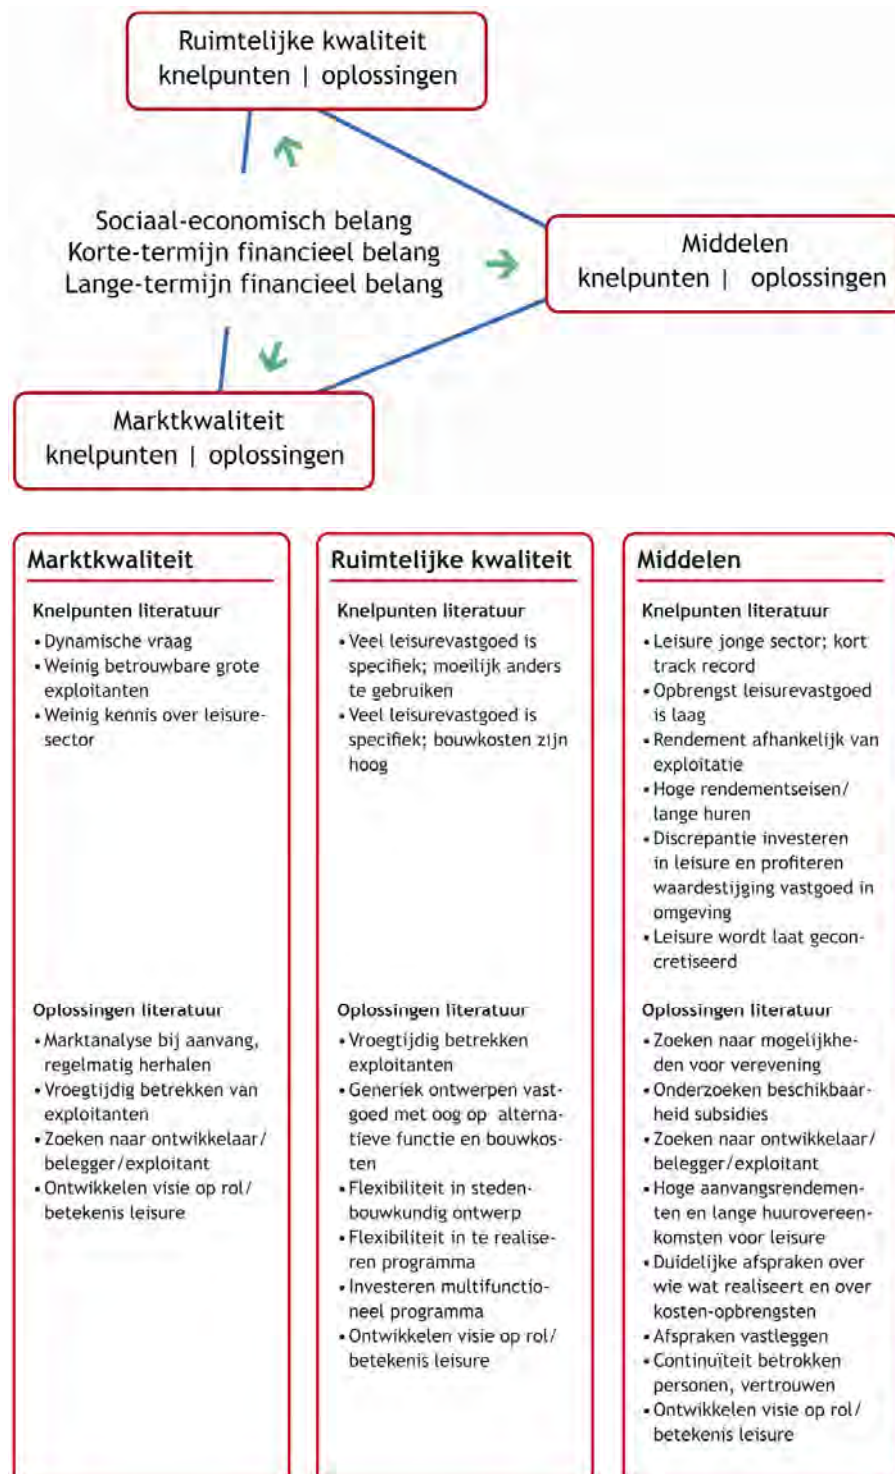 Ruimtelijke kwaliteit
knelpunten | oplossingen
Sociaal-economisch belang
Korte-termijn financieel belang
Lange-termijn financieel belang
Middelen
knelpunten | oplossingen
Marktkwaliteit
knelpunten | oplossingen
Marktkwaliteit
Knelpunten literatuur
• Dynamische vraag
• Weinig betrouwbare grote
exploitanten
• Weinig kennis over leisure-
sector
Oplossingen literatuur
• Marktanalyse bij aanvang,
regelmatig herhalen
• Vroegtijdig betrekken van
exploitanten
• Zoeken naar ontwikkelaar/
belegger/exploitant
• Ontwikkelen visie op rol/
betekenis leisure
Ruimtelijke kwaliteit
Knelpunten literatuur
• Veel leisurevastgoed is
specifiek; moeilijk anders
te gebruiken
• Veel leisurevastgoed is
specifiek; bouwkosten zijn
hoog
Oplossingen literatuur
• Vroegtijdig betrekken
exploitanten
• Generiek ontwerpen vast-
goed met oog op alterna-
tieve functie en bouwkos-
ten
• Flexibiliteit in steden-
bouwkundig ontwerp
• Flexibiliteit in te realise-
ren programma
• Investeren multifunctio-
neel programma
• Ontwikkelen visie op rol/
betekenis leisure
Middelen
Knelpunten literatuur
• Leisure jonge sector; kort
track record
• Opbrengst leisurevastgoed
is laag
• Rendement afhankelijk van
exploitatie
• Hoge rendementseisen/
lange huren
• Discrepantie investeren
in leisure en profiteren
waardestijging vastgoed in
omgeving
• Leisure wordt laat gecon-
cretiseerd
Oplossingen literatuur
• Zoeken naar mogelijkhe-
den voor verevening
• Onderzoeken beschikbaar-
heid subsidies
• Zoeken naar ontwikkelaar/
belegger/exploitant
• Hoge aanvangsrendemen-
ten en lange huurovereen-
komsten voor leisure
• Duidelijke afspraken over
wie wat realiseert en over
kosten-opbrengsten
• Afspraken vastleggen
• Continuïteit betrokken
personen, vertrouwen
• Ontwikkelen visie op rol/
betekenis leisure